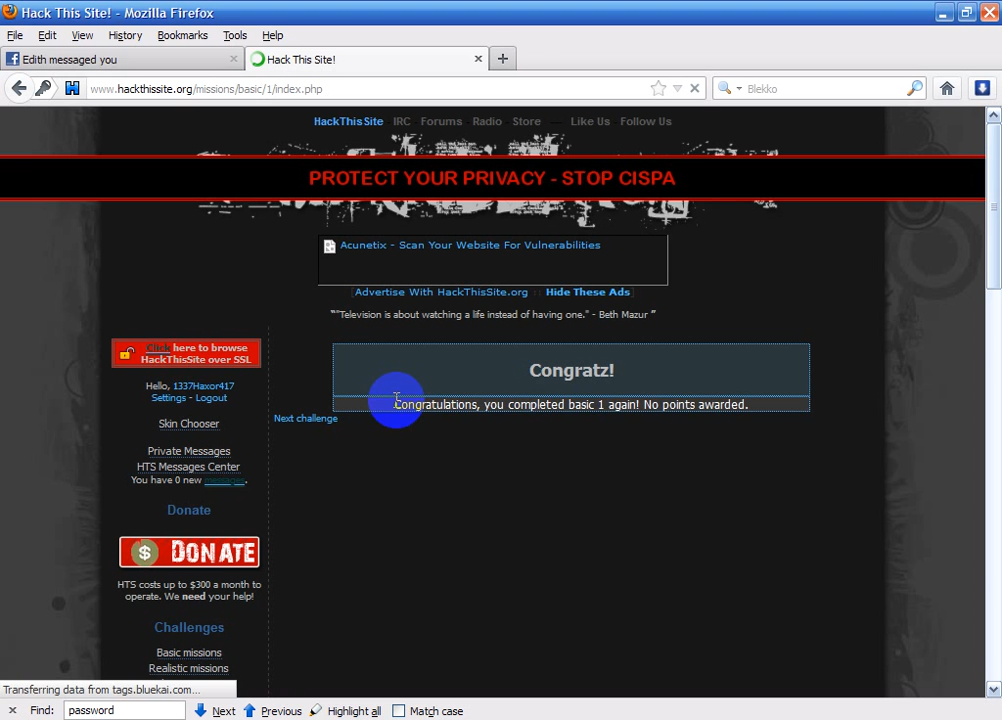 Hack This Site! - Mozilla Firefox
File Edit View History Bookmarks Tools Help
Edith messaged you
Hack This Site!
www.hackthissite.org/missions/basic/1/index.php
Blekko
HackThisSite IRC Forums Radio Store Like Us Follow Us
PROTECT YOUR PRIVACY - STOP CISPA
Acunetix - Scan Your Website For Vulnerabilities
[Advertise With HackThisSite.org :: Hide These Ads]
""Television is about watching a life instead of having one." - Beth Mazur "
Click here to browse
HackThisSite over SSL
Hello, 1337Haxor417
Settings - Logout
Skin Chooser
Private Messages
HTS Messages Center
You have 0 new messages.
Donate
$ DONATE
HTS costs up to $300 a month to
operate. We need your help!
Challenges
Basic missions
Realistic missions
Congratz!
Congratulations, you completed basic 1 again! No points awarded.
Next challenge
Transferring data from tags.bluekai.com...
Find: password Next Previous Highlight all Match case